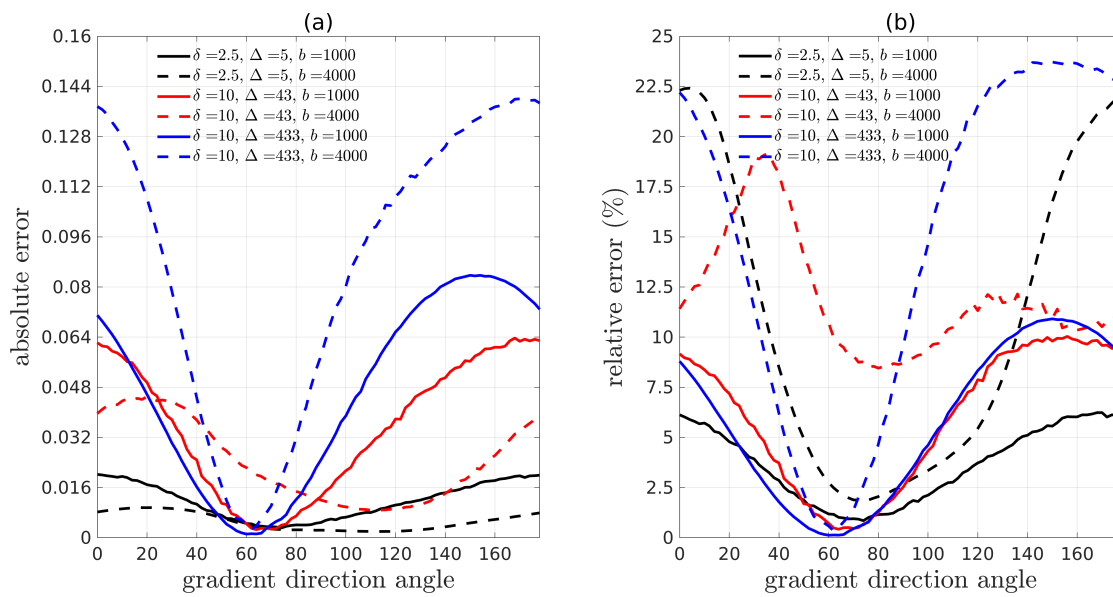 (a)
0.16
0.144
0.128
0.112
0.096
0.08
0.064
0.048
0.032
0.016
0
absolute error
δ =2.5, Δ =5, b =1000
δ =2.5, Δ =5, b =4000
δ =10, Δ =43, b =1000
δ =10, Δ =43, b =4000
δ =10, Δ =433, b =1000
δ =10, Δ =433, b =4000
0 20 40 60 80 100 120 140 160
gradient direction angle
(b)
25
22.5
20
17.5
15
12.5
10
7.5
5
2.5
0
relative error (%)
δ =2.5, Δ =5, b =1000
δ =2.5, Δ =5, b =4000
δ =10, Δ =43, b =1000
δ =10, Δ =43, b =4000
δ =10, Δ =433, b =1000
δ =10, Δ =433, b =4000
0 20 40 60 80 100 120 140 160
gradient direction angle